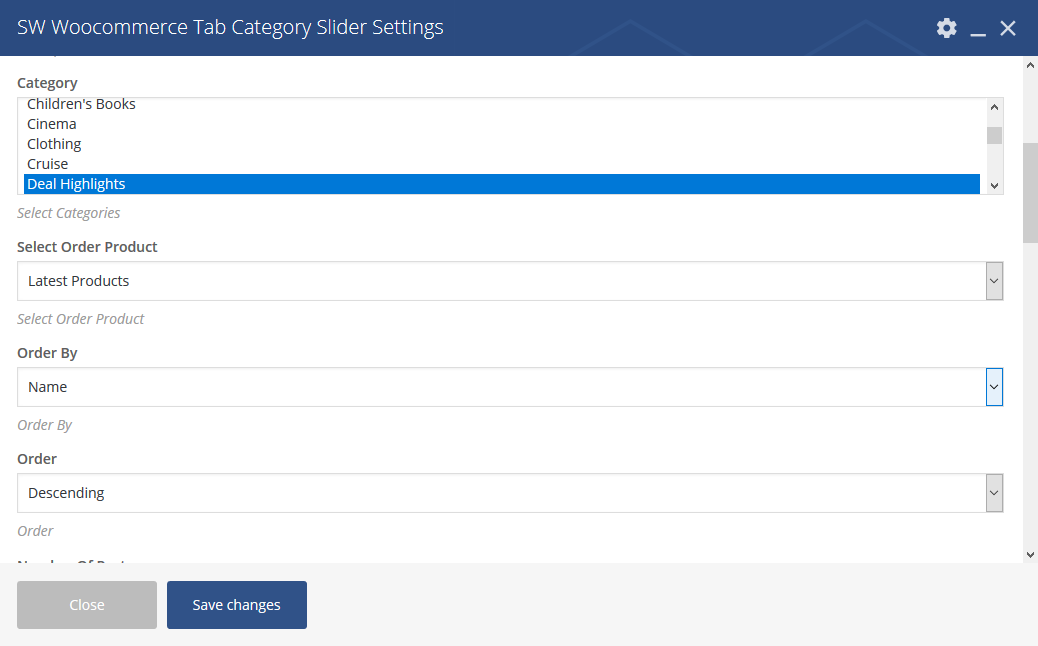 SW Woocommerce Tab Category Slider Settings
Category
Children's Books
Cinema
Clothing
Cruise
Deal Highlights
Select Categories
Select Order Product
Latest Products
Select Order Product
Order By
Name
Order By
Order
Descending
Order
Close
Save changes